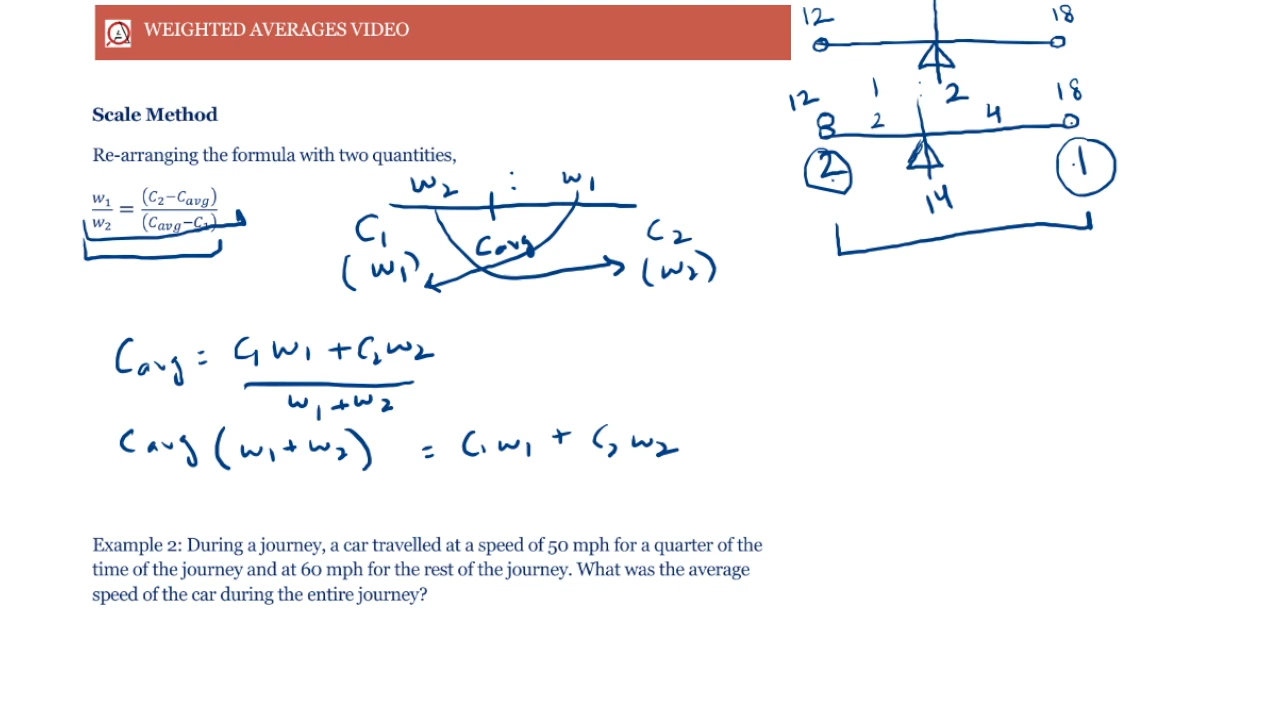 WEIGHTED AVERAGES VIDEO
12 18
12 1 : 2 18
8 2 4
2 1
14
Scale Method
Re-arranging the formula with two quantities,
w₁/w₂ = (C₂−Cavg)/(Cavg−C₁)
w₂ : w₁
C₁ Cavg C₂
(w₁) (w₂)
Cavg = C₁w₁ + C₂w₂
w₁+w₂
Cavg (w₁+w₂) = C₁w₁ + C₂w₂
Example 2: During a journey, a car travelled at a speed of 50 mph for a quarter of the
time of the journey and at 60 mph for the rest of the journey. What was the average
speed of the car during the entire journey?